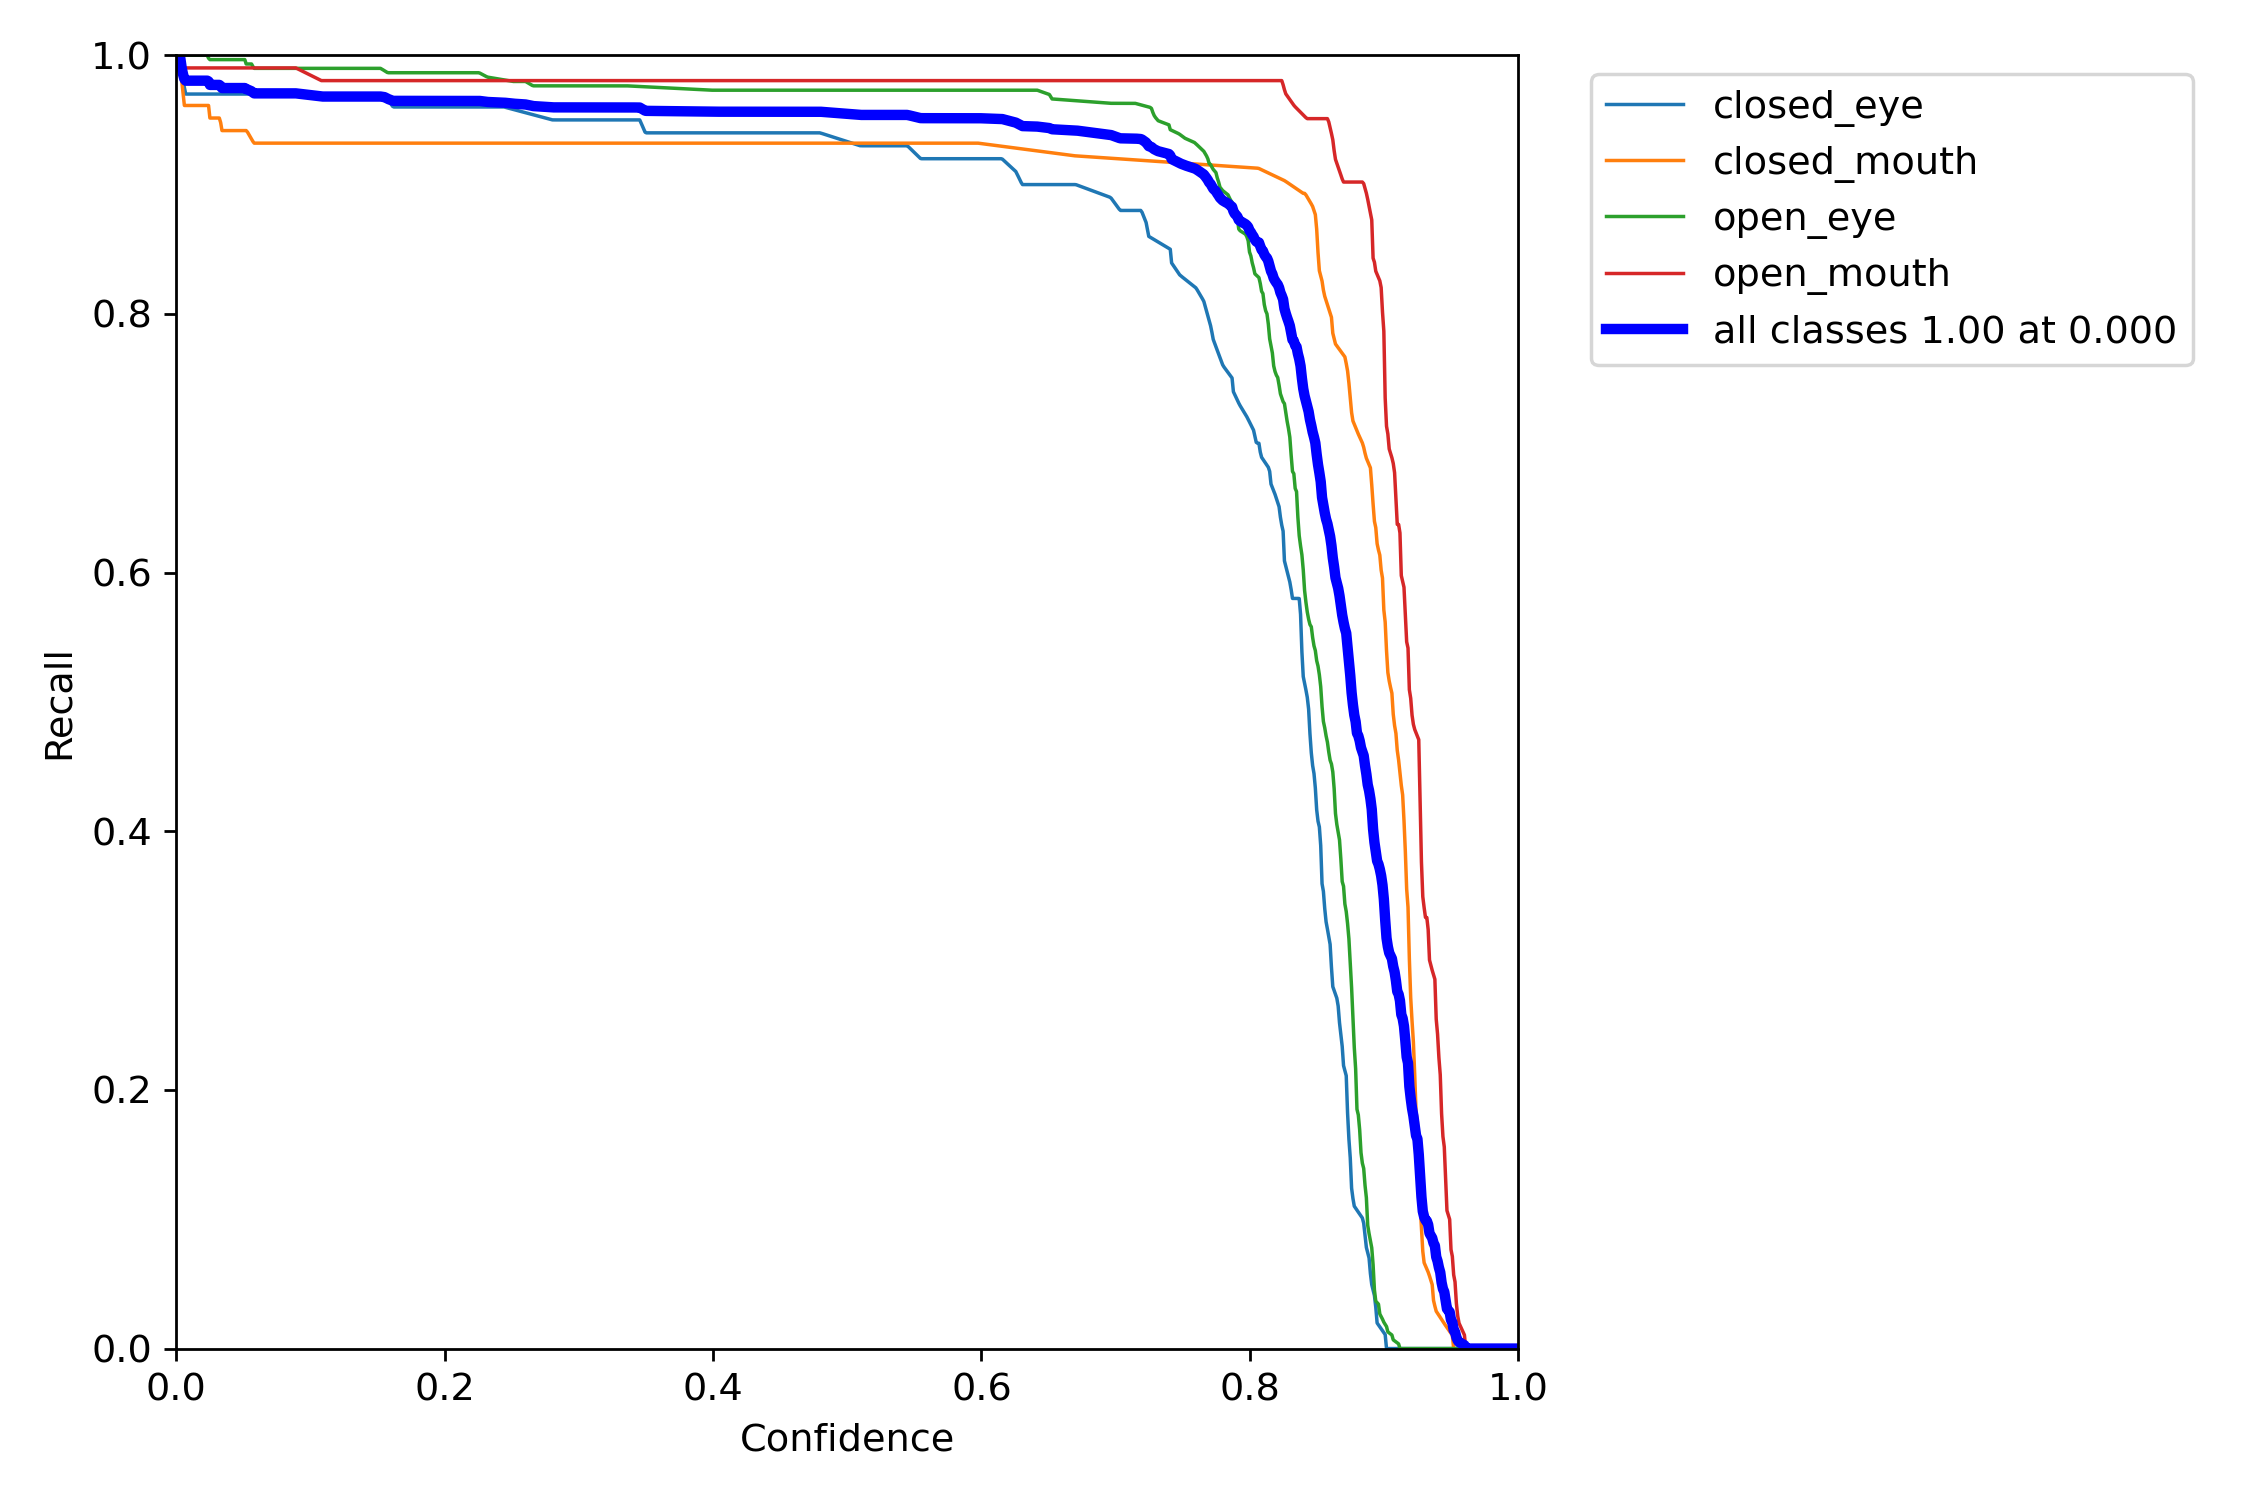 1.0
0.8
0.6
0.4
0.2
0.0
0.0 0.2 0.4 0.6 0.8 1.0
Recall
Confidence
closed_eye
closed_mouth
open_eye
open_mouth
all classes 1.00 at 0.000